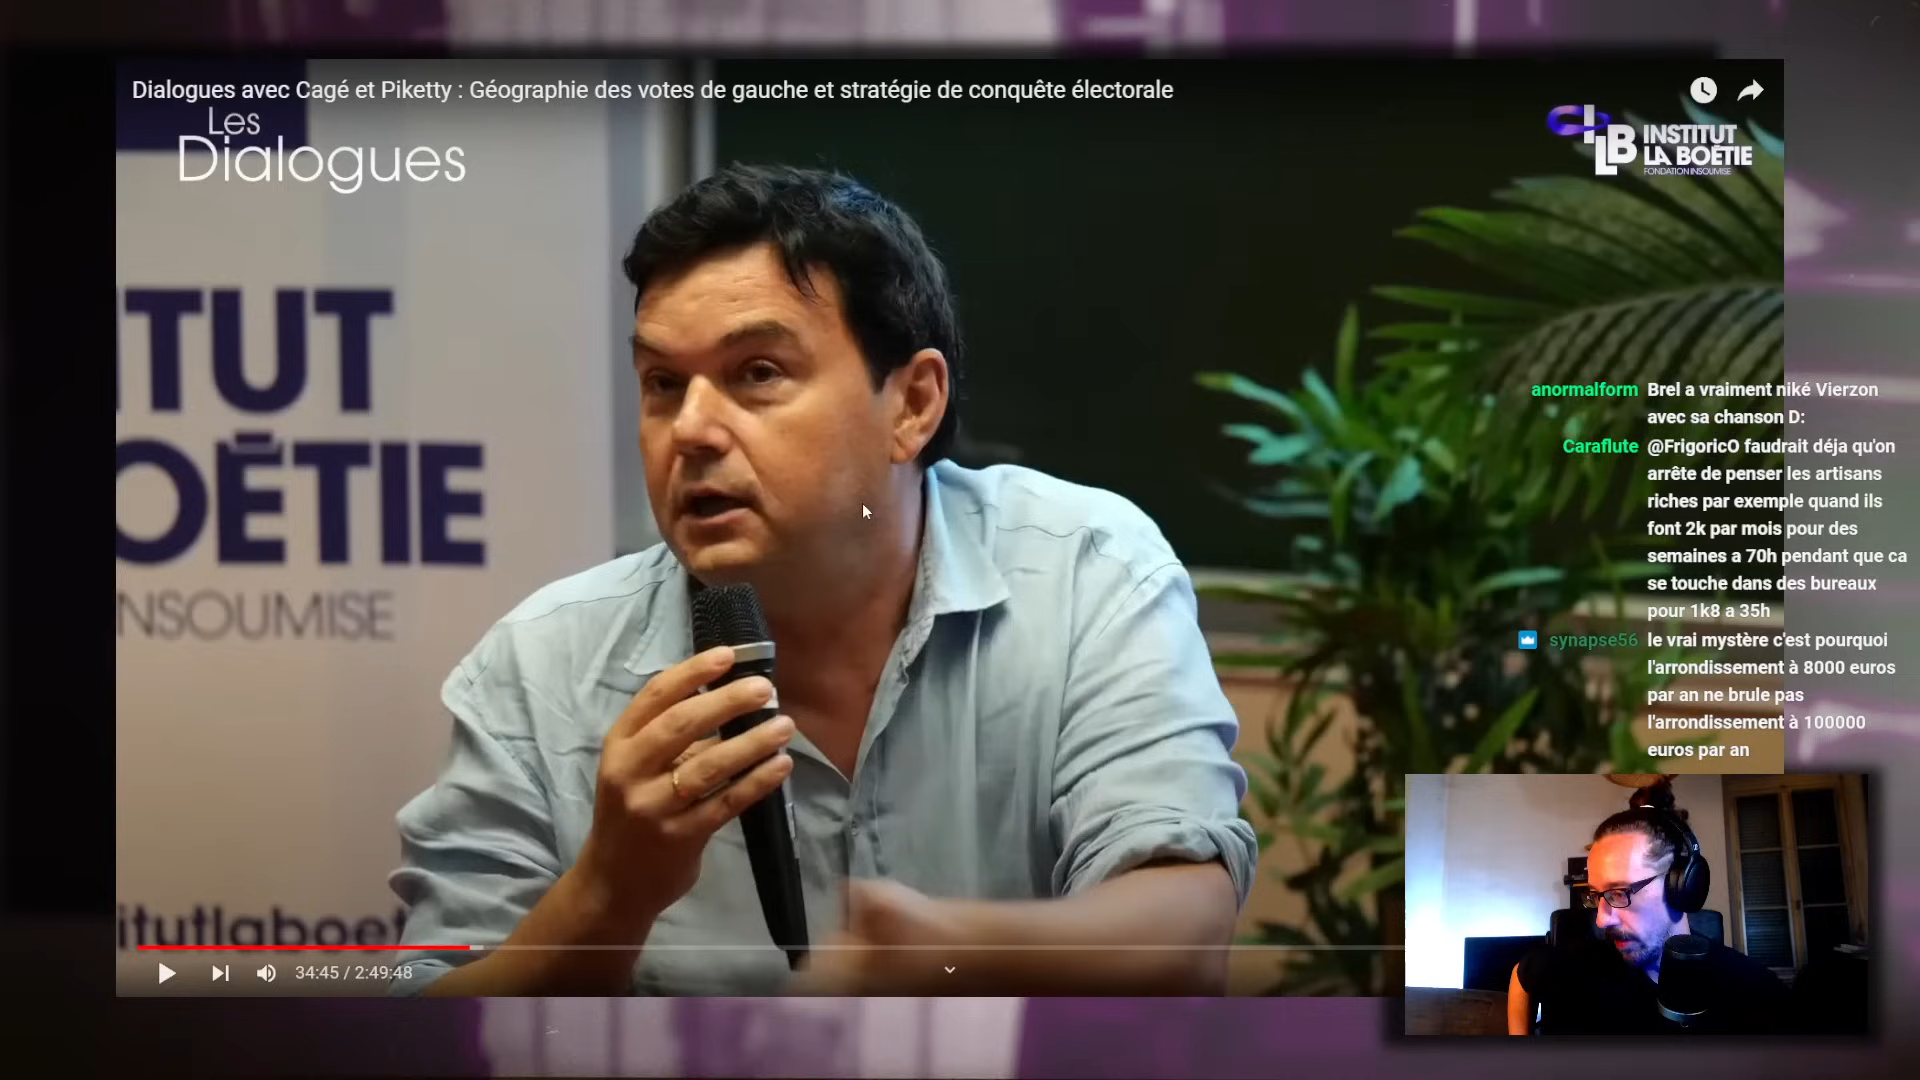 Dialogues avec Cagé et Piketty : Géographie des votes de gauche et stratégie de conquête électorale
Les
Dialogues
ILB INSTITUT
LA BOÉTIE
FONDATION INSOUMISE
TUT
OÉTIE
NSOUMISE
itutlaboet
anormalform Brel a vraiment niké Vierzon
avec sa chanson D:
Caraflute @FrigoricO faudrait déja qu'on
arrête de penser les artisans
riches par exemple quand ils
font 2k par mois pour des
semaines a 70h pendant que ca
se touche dans des bureaux
pour 1k8 a 35h
synapse56 le vrai mystère c'est pourquoi
l'arrondissement à 8000 euros
par an ne brule pas
l'arrondissement à 100000
euros par an
34:45 / 2:49:48